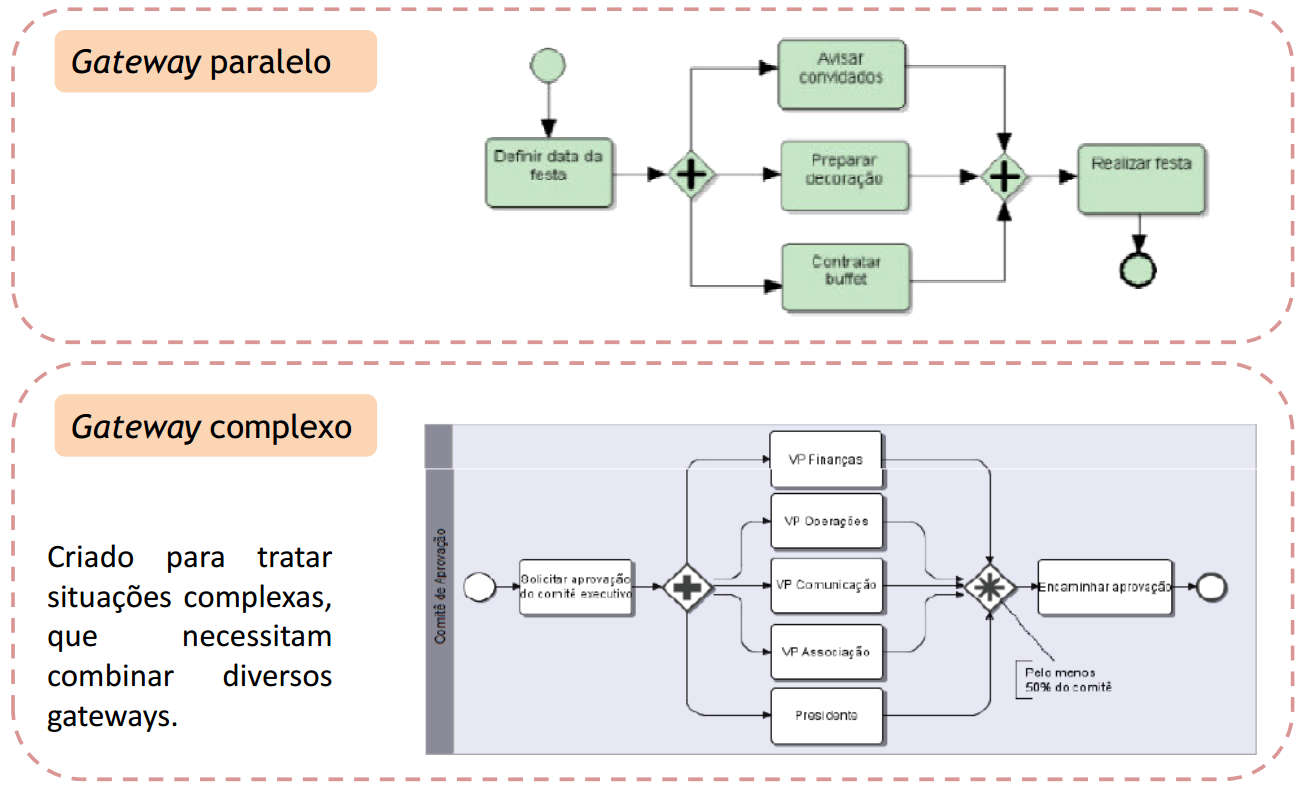 Gateway paralelo
Avisar
convidados
Definir data da
festa
Preparar
decoração
Realizar festa
Contratar
buffet
Gateway complexo
Criado para tratar
situações complexas,
que necessitam
combinar diversos
gateways.
Comitê de Aprovação
VP Finanças
VP Operações
Solicitar aprovação
do comitê executivo
VP Comunicação
Encaminhar aprovação
VP Associação
Pelo menos
50% do comitê
Presidente